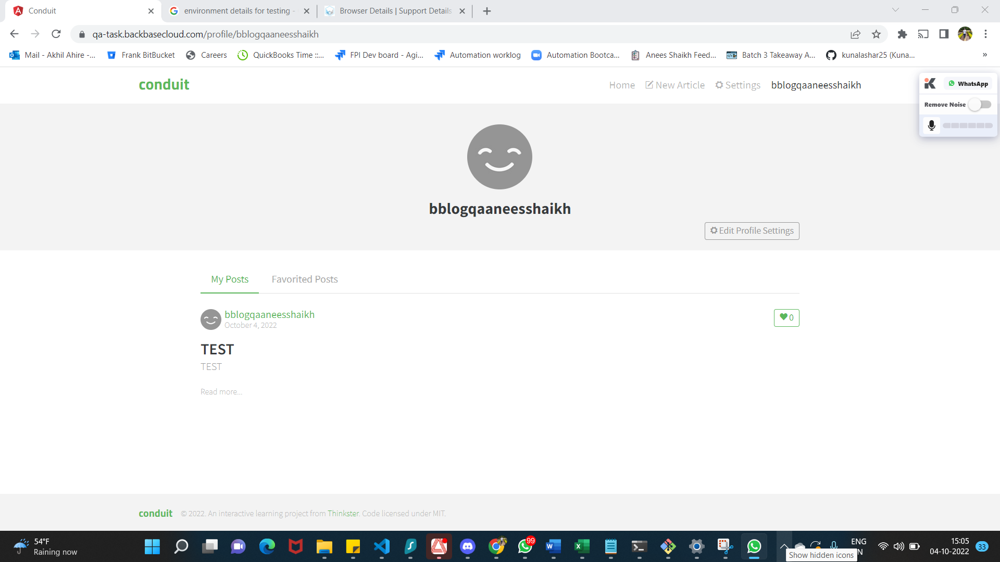 Conduit
environment details for testing -
Browser Details | Support Details
qa-task.backbasecloud.com/profile/bblogqaaneesshaikh
Mail - Akhil Ahire -...
Frank BitBucket
Careers
QuickBooks Time ::...
FPI Dev board - Agi...
Automation worklog
Automation Bootca...
Anees Shaikh Feed...
Batch 3 Takeaway A...
kunalashar25 (Kuna...
»
conduit
Home
New Article
Settings
bblogqaaneesshaikh
WhatsApp
Remove Noise
bblogqaaneesshaikh
Edit Profile Settings
My Posts
Favorited Posts
bblogqaaneesshaikh
October 4, 2022
0
TEST
TEST
Read more...
conduit
© 2022. An interactive learning project from Thinkster. Code licensed under MIT.
54°F
Raining now
99
ENG
15:05
04-10-2022
33
Show hidden icons